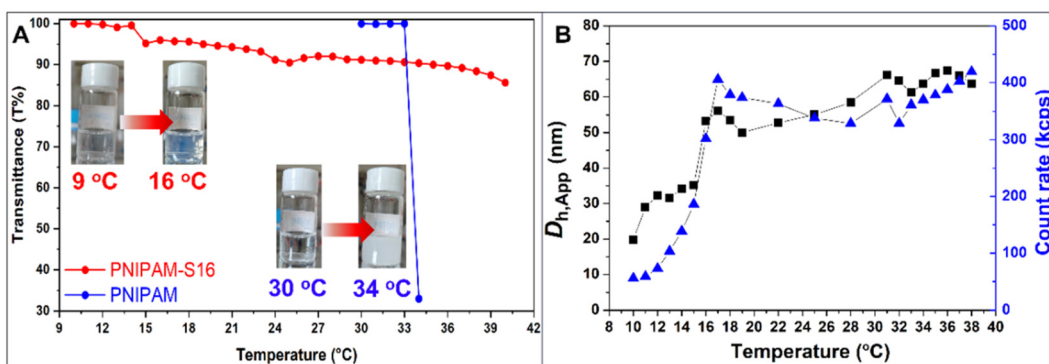 A
Transmittance (T%)
100
90
80
70
60
50
40
30
9 °C
16 °C
30 °C
34 °C
PNIPAM-S16
PNIPAM
9 12 15 18 21 24 27 30 33 36 39 42
Temperature (°C)
B
D h,App (nm)
80
70
60
50
40
30
20
10
0
500
400
300
200
100
0
Count rate (kcps)
10 12 14 16 18 20 22 24 26 28 30 32 34 36 38 40
Temperature (°C)